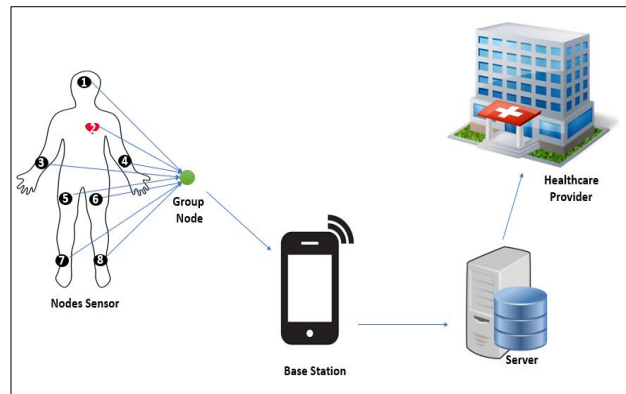 1
2
3
4
5
6
7
8
Group
Node
Nodes Sensor
Base Station
Server
Healthcare
Provider